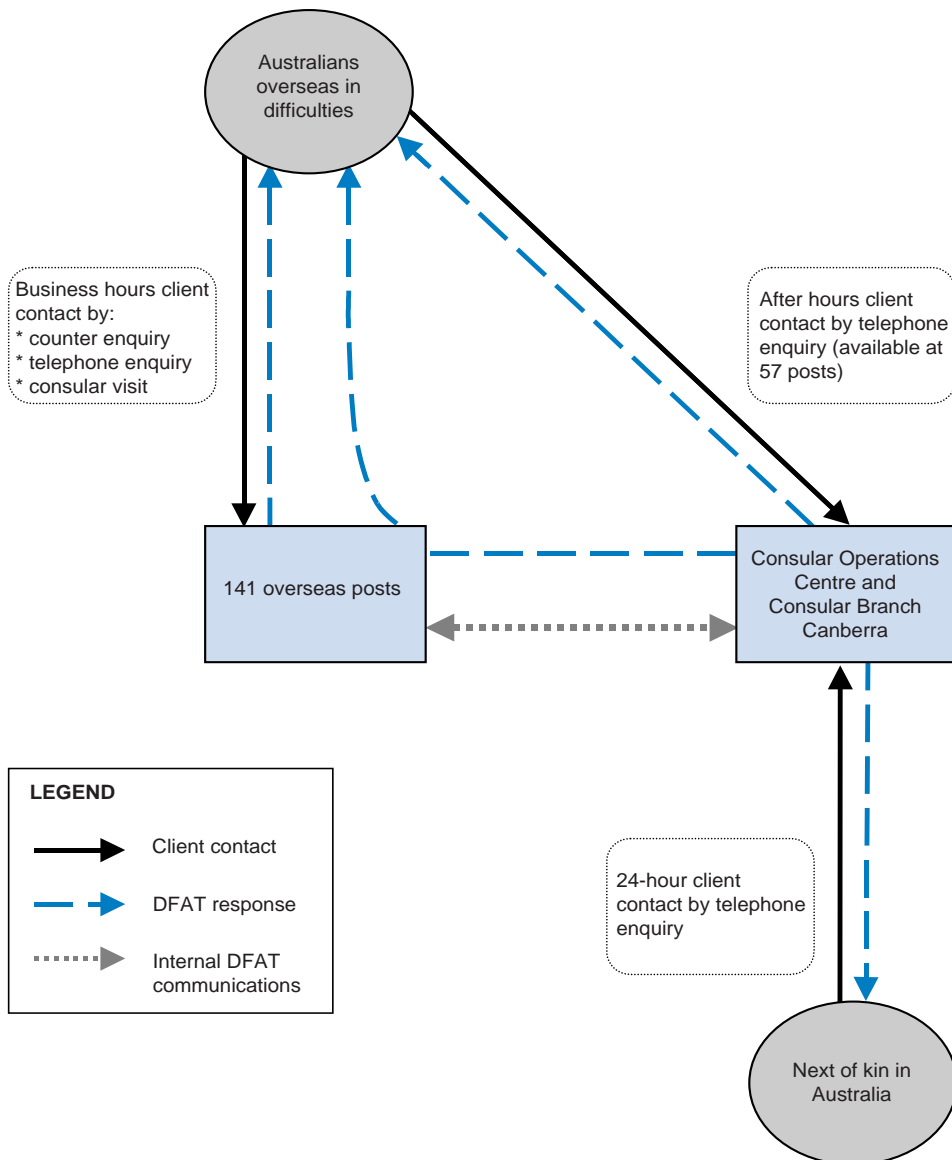 Australians
overseas in
difficulties
Business hours client
contact by:
* counter enquiry
* telephone enquiry
* consular visit
After hours client
contact by telephone
enquiry (available at
57 posts)
141 overseas posts
Consular Operations
Centre and
Consular Branch
Canberra
LEGEND
Client contact
DFAT response
Internal DFAT
communications
24-hour client
contact by telephone
enquiry
Next of kin in
Australia